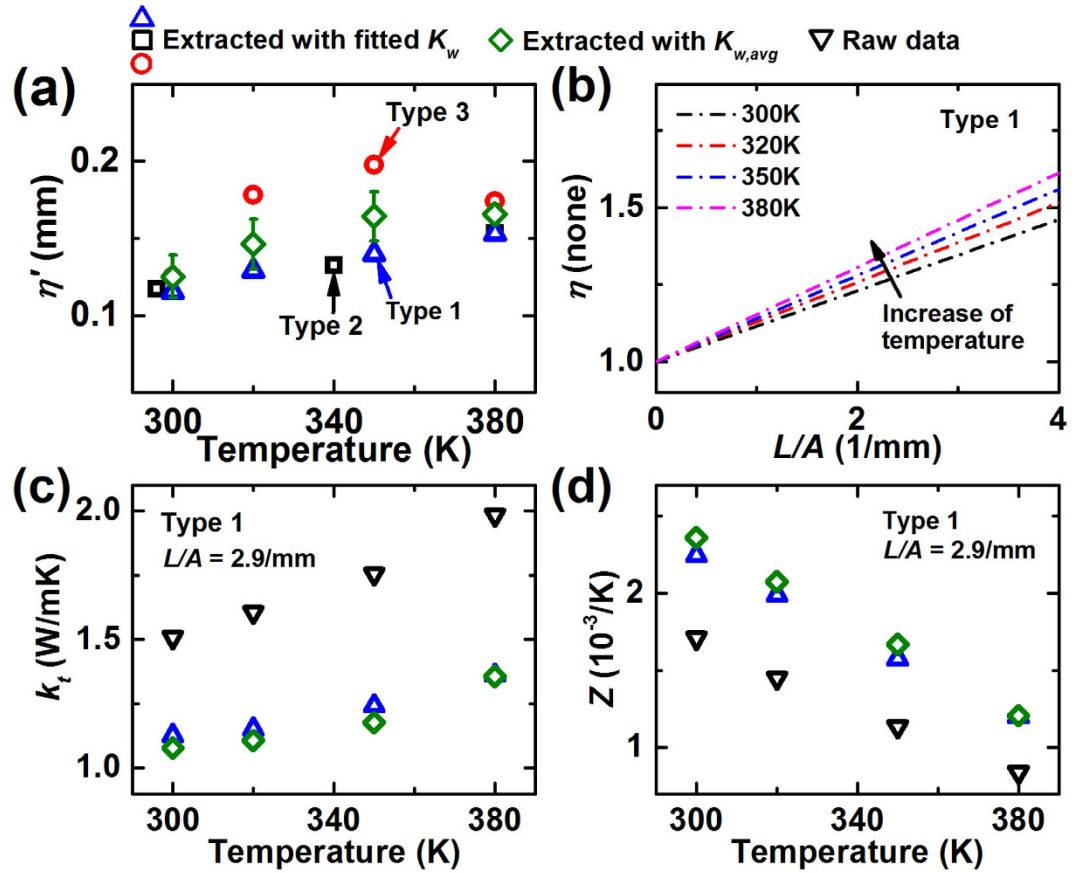 Extracted with fitted Kw Extracted with Kw,avg Raw data
(a)
η′ (mm)
0.2
0.1
Type 3
Type 2
Type 1
300 340 380
Temperature (K)
(b)
η (none)
1.5
1.0
300K
320K
350K
380K
Type 1
Increase of
temperature
0 2 4
L/A (1/mm)
(c)
kt (W/mK)
2.0
1.5
1.0
Type 1
L/A = 2.9/mm
300 340 380
Temperature (K)
(d)
Z (10⁻³/K)
2
1
Type 1
L/A = 2.9/mm
300 340 380
Temperature (K)